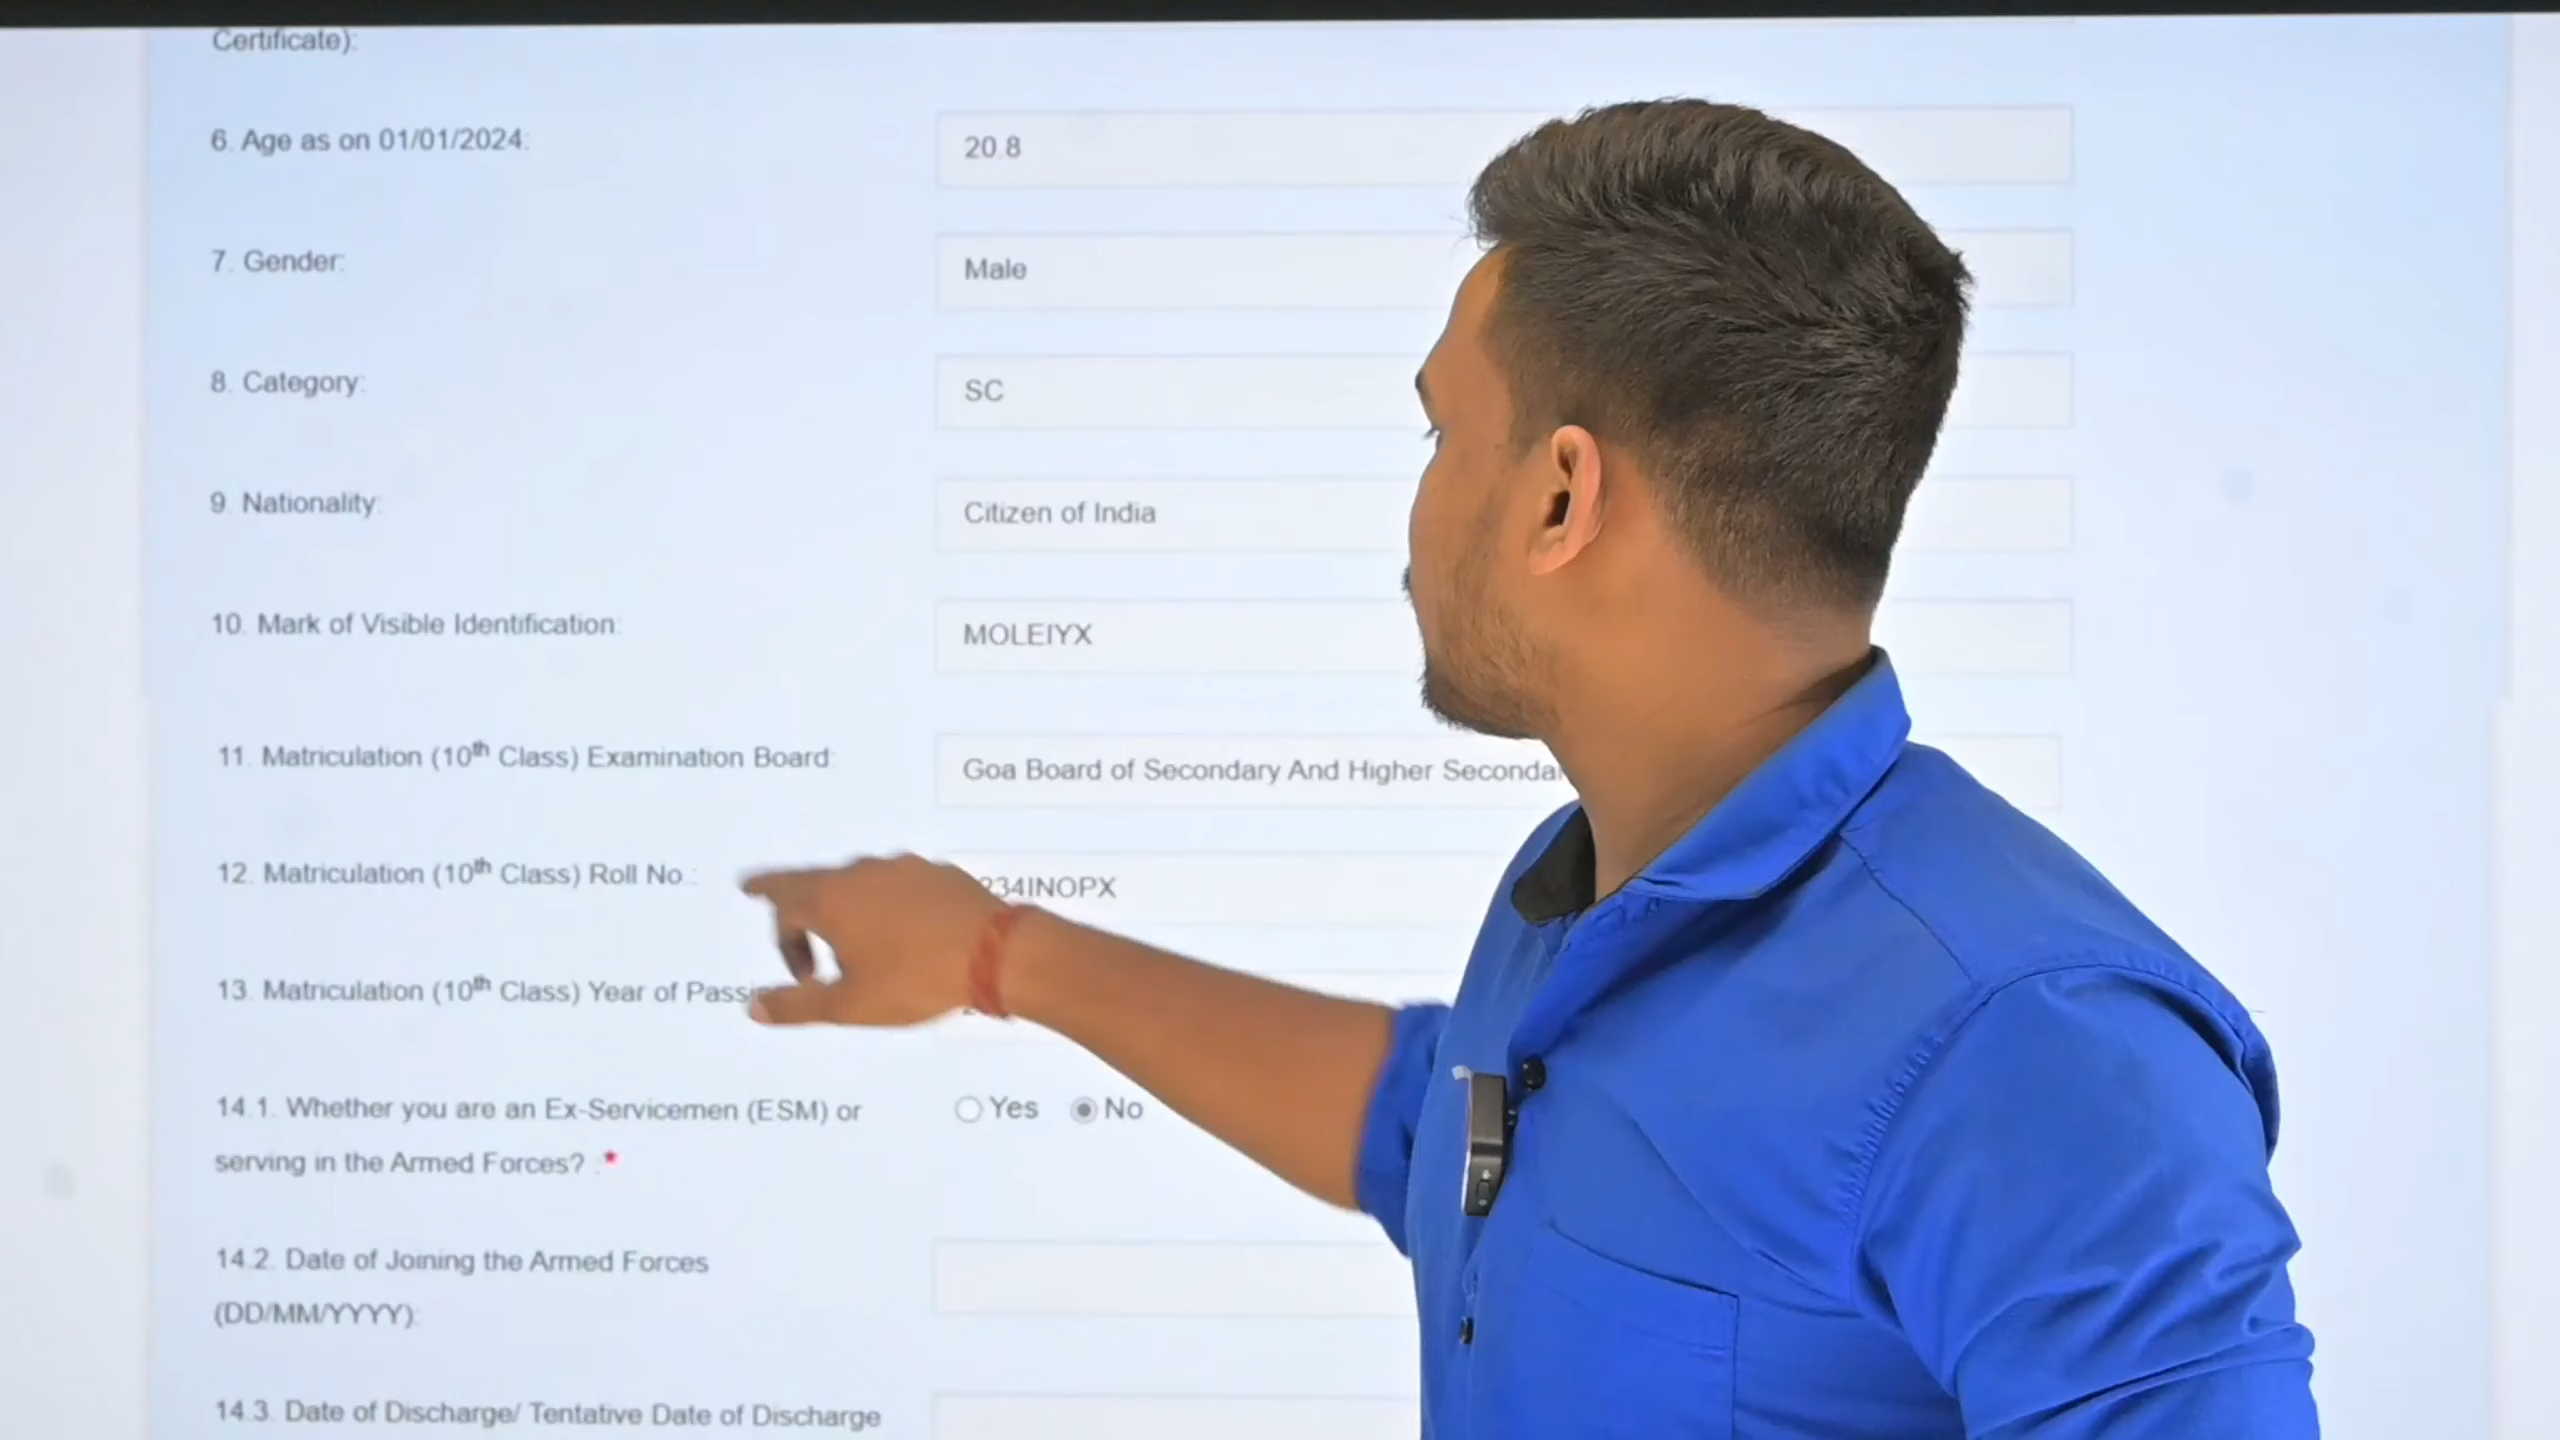 Certificate):
6. Age as on 01/01/2024:
20.8
7. Gender:
Male
8. Category:
SC
9. Nationality:
Citizen of India
10. Mark of Visible Identification:
MOLEIYX
11. Matriculation (10th Class) Examination Board:
Goa Board of Secondary And Higher
12. Matriculation (10th Class) Roll No.:
234INOPX
13. Matriculation (10th Class) Year of
14.1. Whether you are an Ex-Servicemen (ESM) or
Yes No
serving in the Armed Forces? :*
14.2. Date of Joining the Armed Forces
(DD/MM/YYYY):
14.3. Date of Discharge/ Tentative Date of Discharge